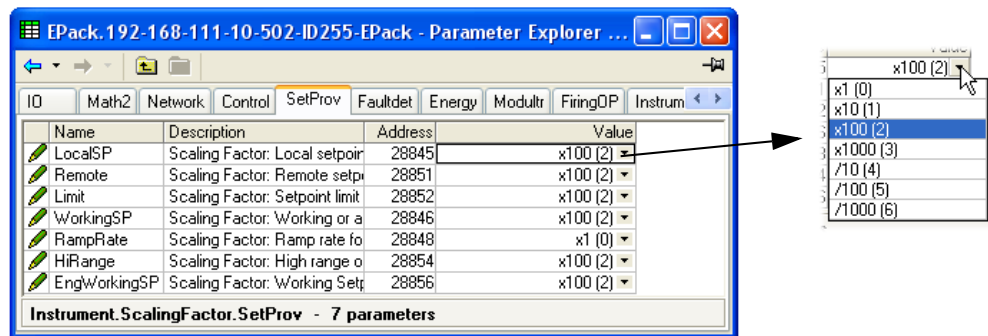 EPack.192-168-111-10-502-ID255-EPack - Parameter Explorer ...
IO Math2 Network Control SetProv Faultdet Energy Modultr FiringOP Instrum
Name Description Address Value
LocalSP Scaling Factor: Local setpoin 28845 x100 (2)
Remote Scaling Factor: Remote setp 28851 x100 (2)
Limit Scaling Factor: Setpoint limit 28852 x100 (2)
WorkingSP Scaling Factor: Working or a 28846 x100 (2)
RampRate Scaling Factor: Ramp rate fo 28848 x1 (0)
HiRange Scaling Factor: High range o 28854 x100 (2)
EngWorkingSP Scaling Factor: Working Setp 28856 x100 (2)
Instrument.ScalingFactor.SetProv - 7 parameters
x100 (2)
x1 (0)
x10 (1)
x100 (2)
x1000 (3)
/10 (4)
/100 (5)
/1000 (6)